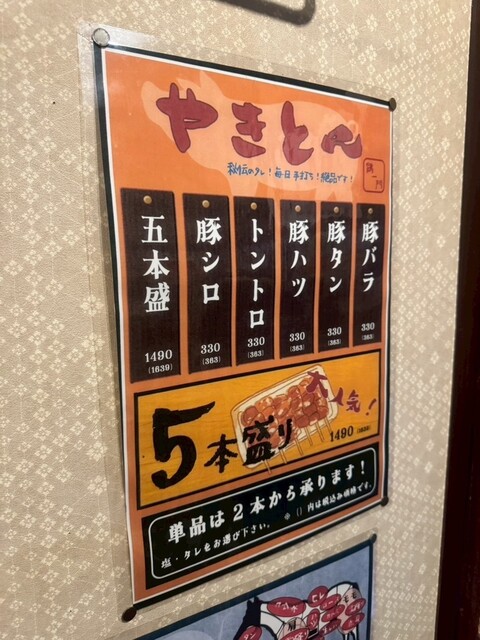 やきとん
秘伝のタレ！毎日手打ち！絶品です！
豚バラ
330
(363)
豚タン
330
(363)
豚ハツ
330
(363)
トントロ
330
(363)
豚シロ
330
(363)
五本盛
1490
(1639)
大人気！
5本盛り
1490 (1639)
単品は2本から承ります！
塩・タレをお選び下さい。 ※()内は税込み価格です。